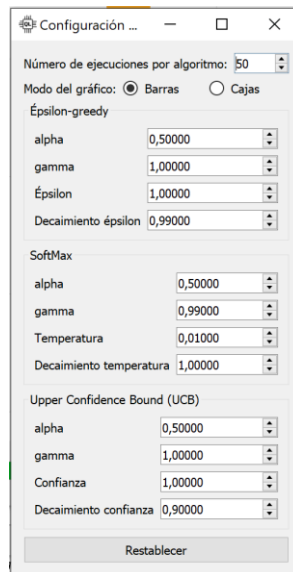 Configuración ...
Número de ejecuciones por algoritmo: 50
Modo del gráfico: Barras Cajas
Épsilon-greedy
alpha 0,50000
gamma 1,00000
Épsilon 1,00000
Decaimiento épsilon 0,99000
SoftMax
alpha 0,50000
gamma 0,99000
Temperatura 0,01000
Decaimiento temperatura 1,00000
Upper Confidence Bound (UCB)
alpha 0,50000
gamma 1,00000
Confianza 1,00000
Decaimiento confianza 0,90000
Restablecer